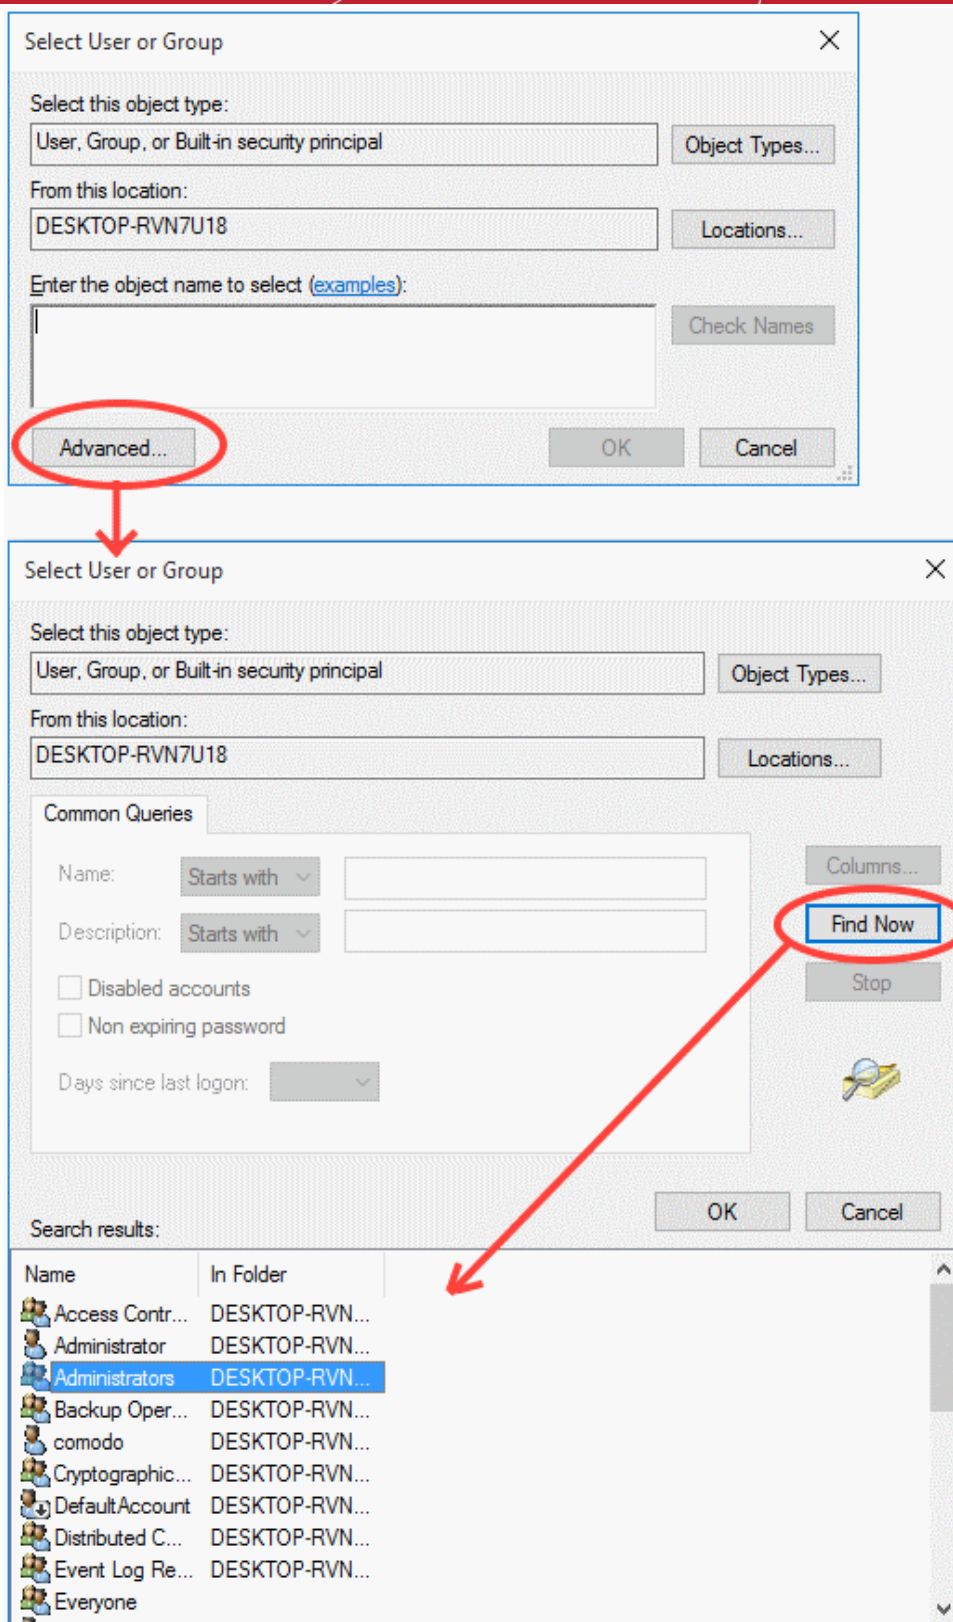 Select User or Group
Select this object type:
User, Group, or Built-in security principal
Object Types...
From this location:
DESKTOP-RVN7U18
Locations...
Enter the object name to select (examples):
Check Names
Advanced...
OK
Cancel
Select User or Group
Select this object type:
User, Group, or Built-in security principal
Object Types...
From this location:
DESKTOP-RVN7U18
Locations...
Common Queries
Name:
Starts with
Columns...
Description:
Starts with
Find Now
Disabled accounts
Stop
Non expiring password
Days since last logon:
OK
Cancel
Search results:
Name In Folder
Access Contr... DESKTOP-RVN...
Administrator DESKTOP-RVN...
Administrators DESKTOP-RVN...
Backup Oper... DESKTOP-RVN...
comodo DESKTOP-RVN...
Cryptographic... DESKTOP-RVN...
DefaultAccount DESKTOP-RVN...
Distributed C... DESKTOP-RVN...
Event Log Re... DESKTOP-RVN...
Everyone